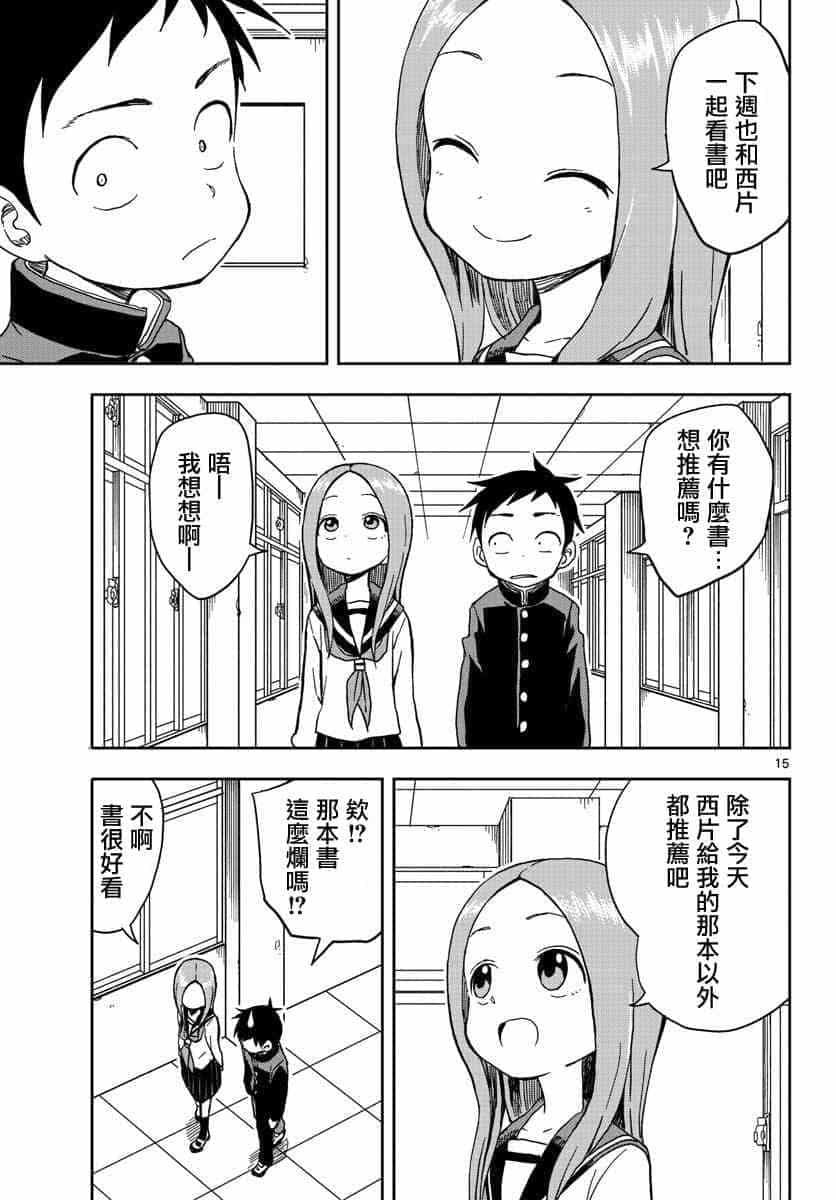 下週也和西片
一起看書吧
你有什麼書…
想推薦嗎?
唔—
我想想啊—
15
除了今天
西片給我的那本以外
都推薦吧
欸!?
那本書
這麼爛嗎!?
不啊
書很好看